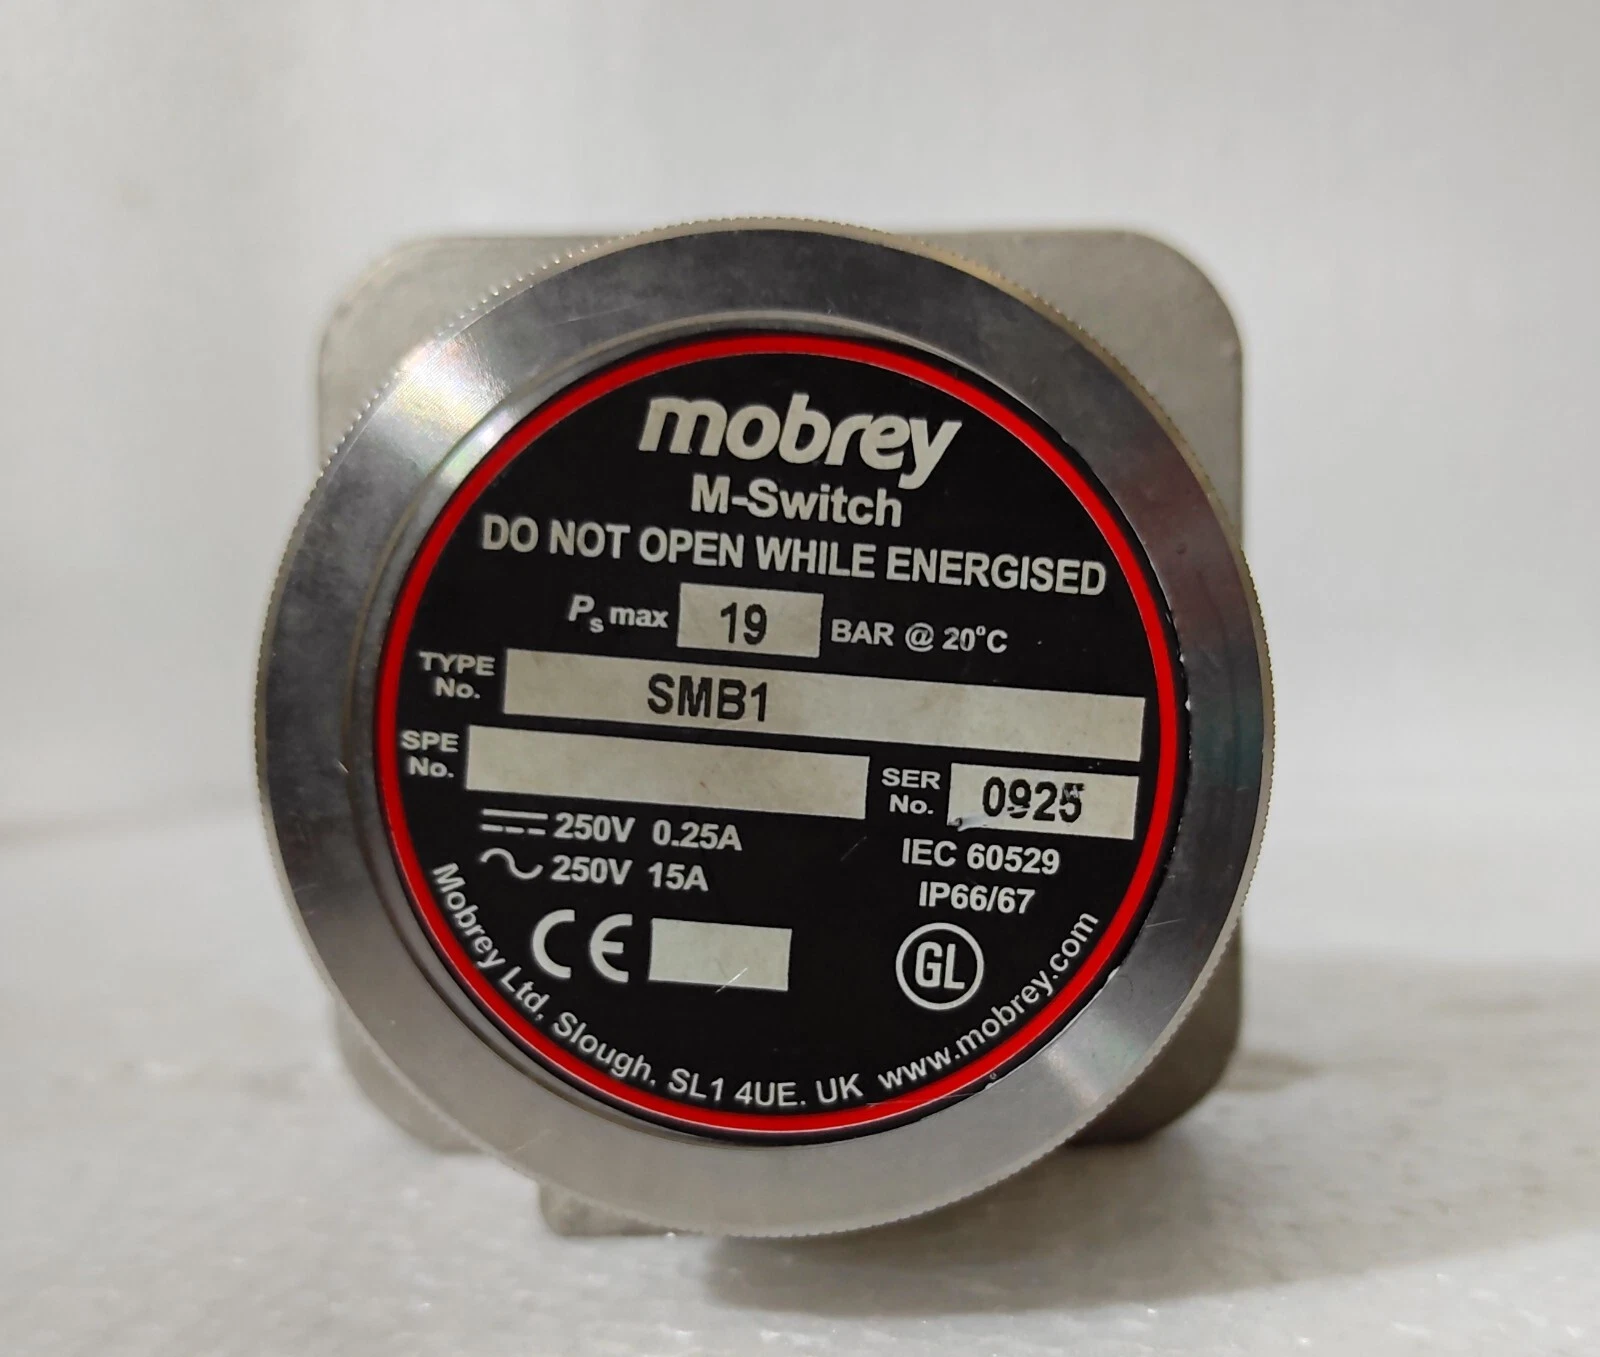 mobrey
M-Switch
DO NOT OPEN WHILE ENERGISED
Ps max 19 BAR @ 20°C
TYPE No. SMB1
SPE No.
SER No. 0925
250V 0.25A
250V 15A
IEC 60529
IP66/67
CE
GL
Mobrey Ltd, Slough, SL1 4UE. UK www.mobrey.com